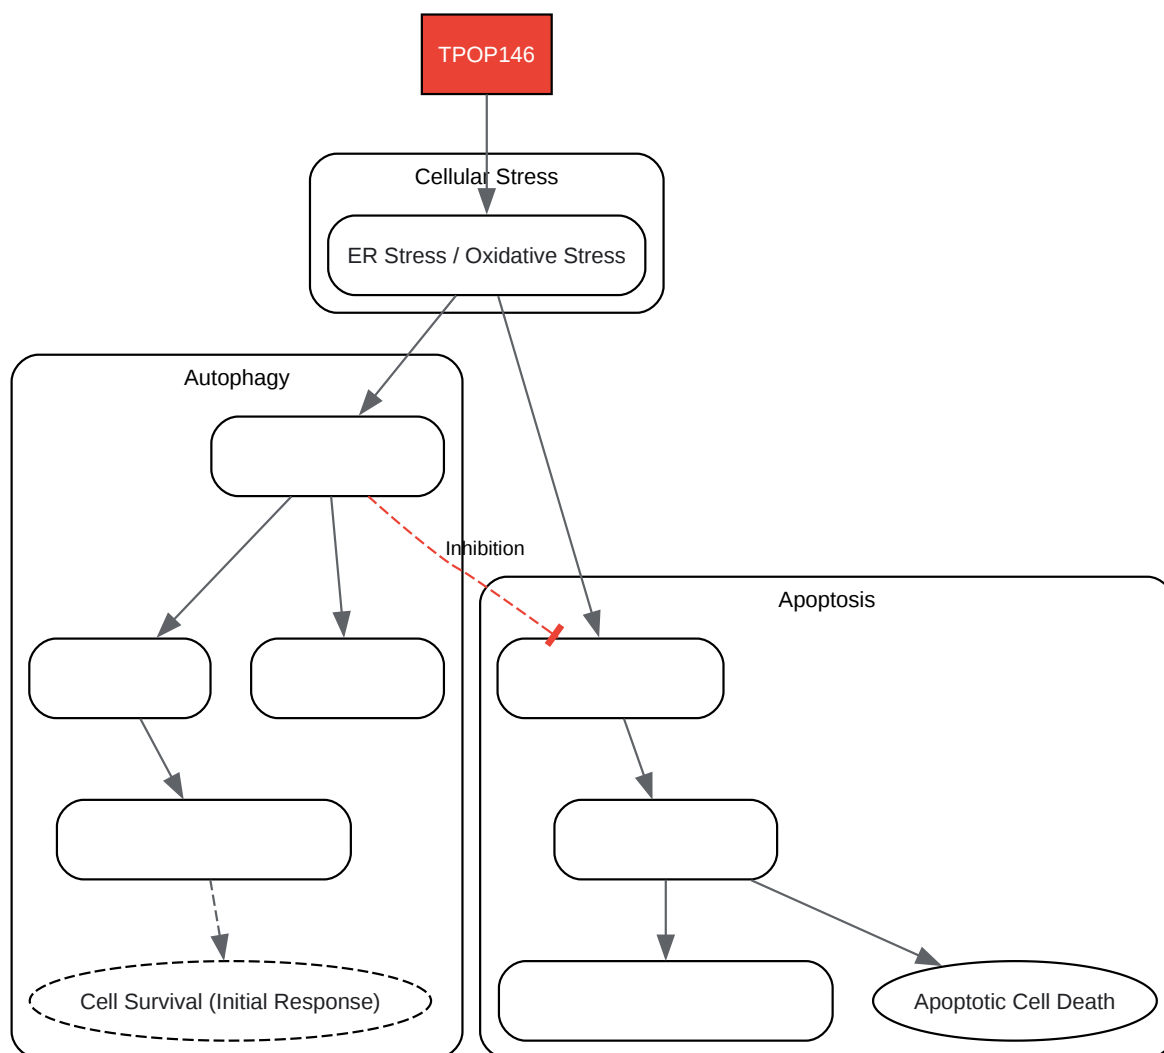 TPOP146
Cellular Stress
ER Stress / Oxidative Stress
Autophagy
Inhibition
Apoptosis
Cell Survival (Initial Response)
Apoptotic Cell Death